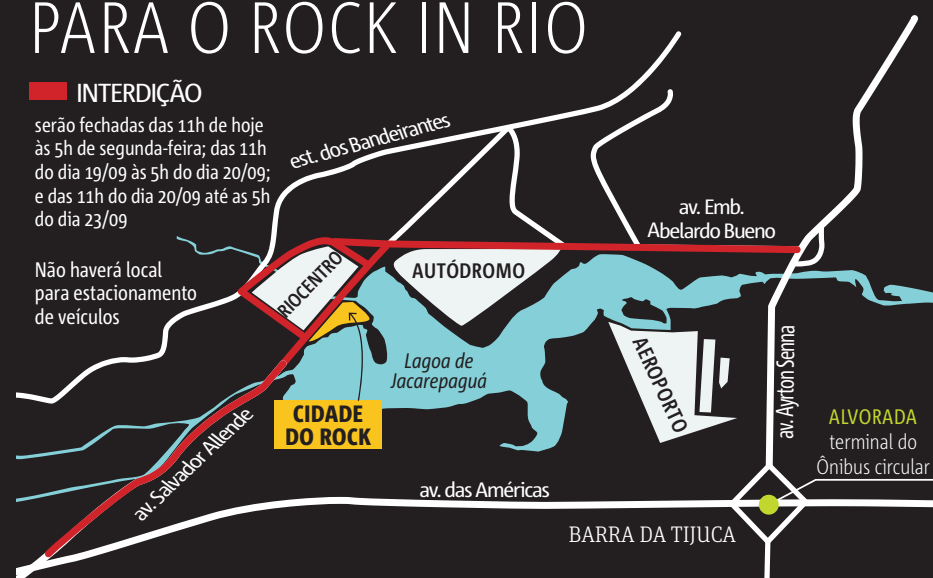 PARA O ROCK IN RIO
INTERDIÇÃO
serão fechadas das 11h de hoje
às 5h de segunda-feira; das 11h
do dia 19/09 às 5h do dia 20/09;
e das 11h do dia 20/09 até as 5h
do dia 23/09
Não haverá local
para estacionamento
de veículos
est. dos Bandeirantes
av. Emb.
Abelardo Bueno
RIOCENTRO
AUTÓDROMO
Lagoa de
Jacarepaguá
AEROPORTO
av. Ayrton Senna
CIDADE
DO ROCK
ALVORADA
terminal do
Ônibus circular
av. Salvador Allende
av. das Américas
BARRA DA TIJUCA